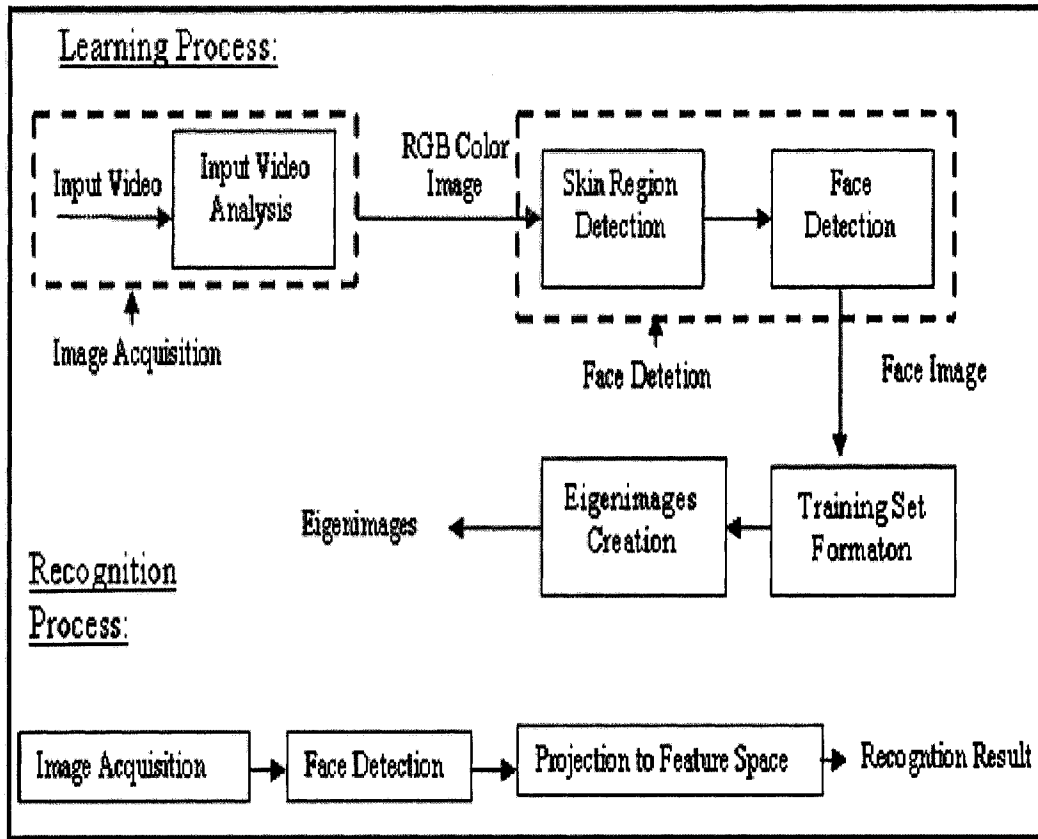 Learning Process:
Input Video
Input Video
Analysis
RGB Color
Image
Skin Region
Detection
Face
Detection
Image Acquisition
Face Detetion
Face Image
Eigenimages
Eigenimages
Creation
Training Set
Formaton
Recognition
Process:
Image Acquisition
Face Detection
Projection to Feature Space
Recogntion Result